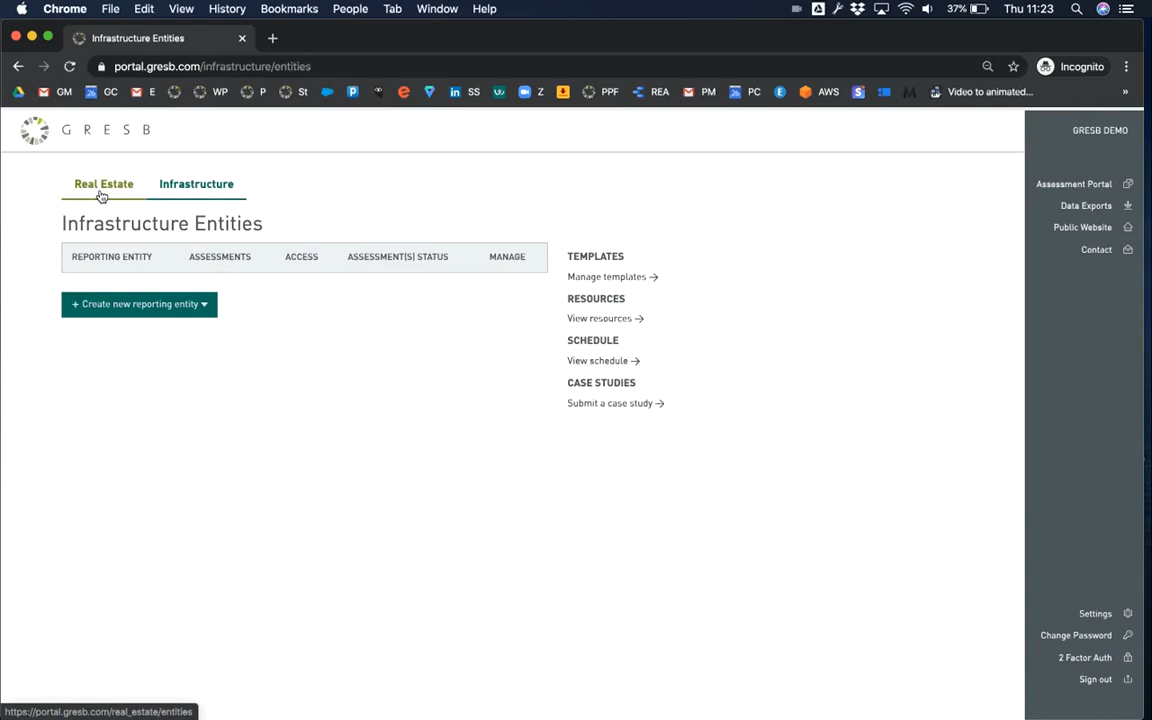 Chrome File Edit View History Bookmarks People Tab Window Help 37% Thu 11:23
Infrastructure Entities
portal.gresb.com/infrastructure/entities Incognito
GM GC E WP P St SS Z PPF REA PM PC AWS Video to animated... »
GRESB
GRESB DEMO
Real Estate Infrastructure
Assessment Portal
Data Exports
Public Website
Contact
Infrastructure Entities
REPORTING ENTITY ASSESSMENTS ACCESS ASSESSMENT(S) STATUS MANAGE
+ Create new reporting entity
TEMPLATES
Manage templates →
RESOURCES
View resources →
SCHEDULE
View schedule →
CASE STUDIES
Submit a case study →
Settings
Change Password
2 Factor Auth
Sign out
https://portal.gresb.com/real_estate/entities